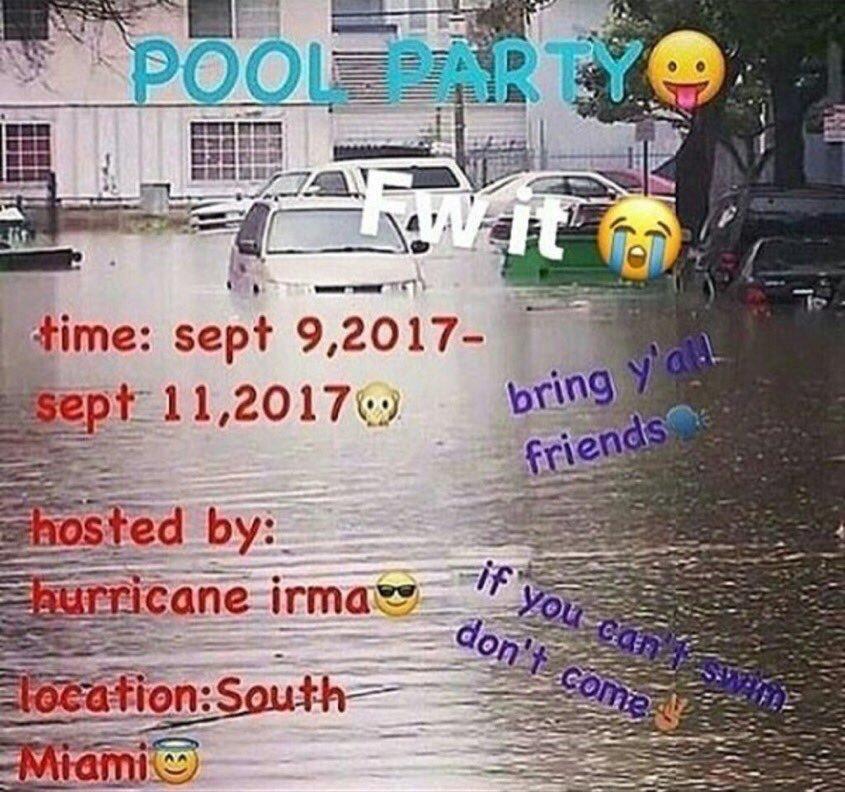 POOL PARTY😛
Fw it 😭
time: sept 9,2017-
sept 11,2017🙊
bring y'all
friends🗣
hosted by:
hurricane irma😎
if you can't swim
don't come✌🏽
location:South
Miami😇